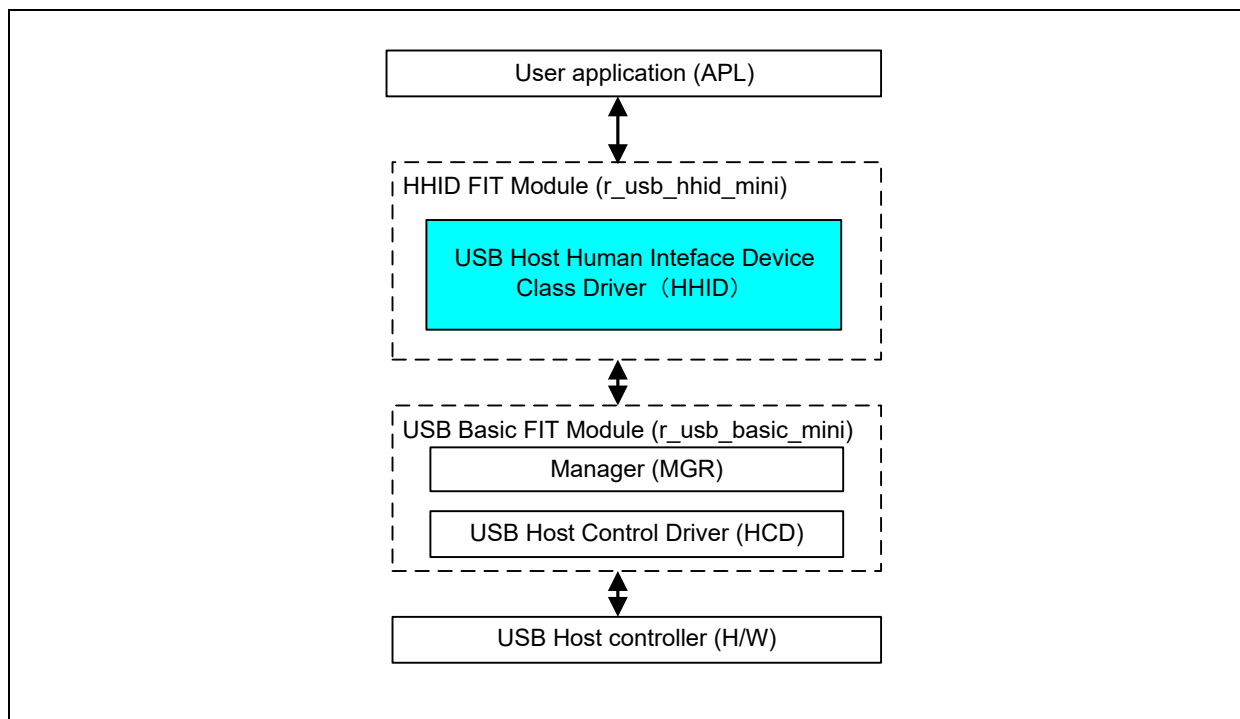 User application (APL)
HHID FIT Module (r_usb_hhid_mini)
USB Host Human Inteface Device
Class Driver（HHID）
USB Basic FIT Module (r_usb_basic_mini)
Manager (MGR)
USB Host Control Driver (HCD)
USB Host controller (H/W)